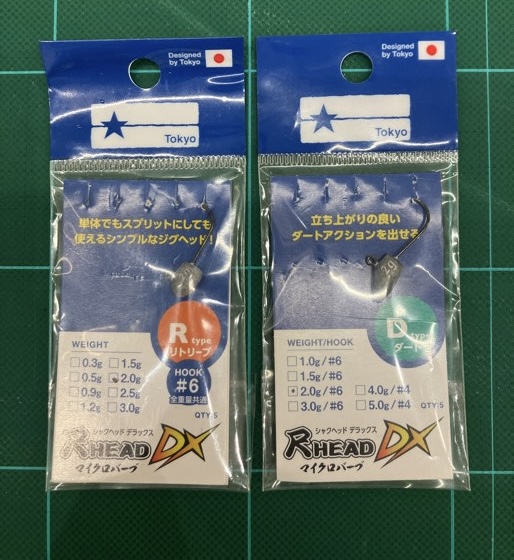 Designed
by Tokyo
Tokyo
単体でもスプリットにしても
使えるシンプルなジグヘッド!
R type
リトリーブ
HOOK
#6
全重量共通
WEIGHT
0.3g 1.5g
0.5g 2.0g
0.9g 2.5g
1.2g 3.0g
QTY:5
シャクヘッド デラックス
RHEAD DX
マイクロバーブ
Designed
by Tokyo
Tokyo
立ち上がりの良い
ダートアクションを出せる
2g
D type
ダート
WEIGHT/HOOK
1.0g/#6
1.5g/#6
2.0g/#6 4.0g/#4
3.0g/#6 5.0g/#4
QTY:5
シャクヘッド デラックス
RHEAD DX
マイクロバーブ